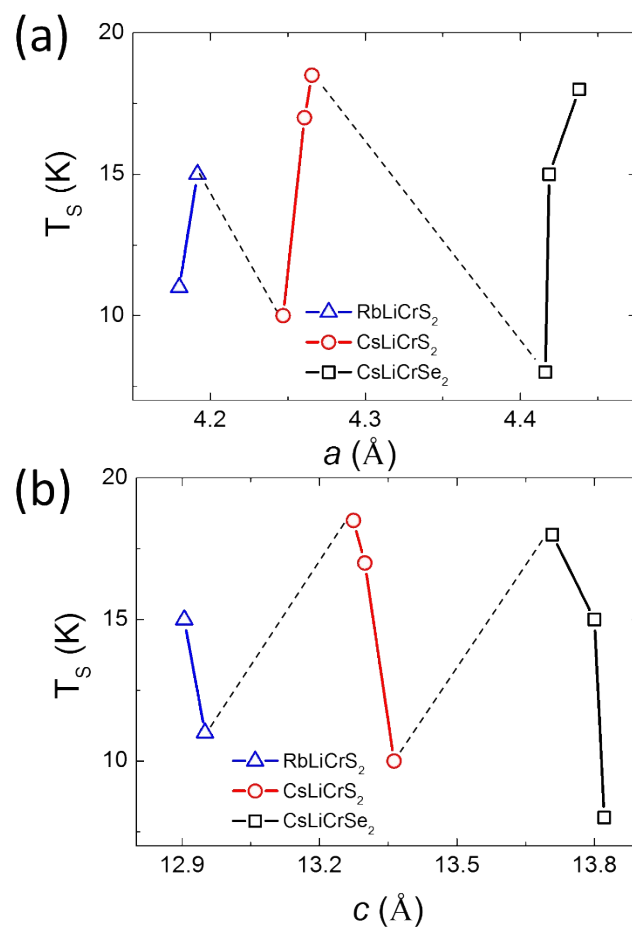 (a)
20
15
10
T_S (K)
RbLiCrS₂
CsLiCrS₂
CsLiCrSe₂
4.2 4.3 4.4
a (Å)
(b)
20
15
10
T_S (K)
RbLiCrS₂
CsLiCrS₂
CsLiCrSe₂
12.9 13.2 13.5 13.8
c (Å)